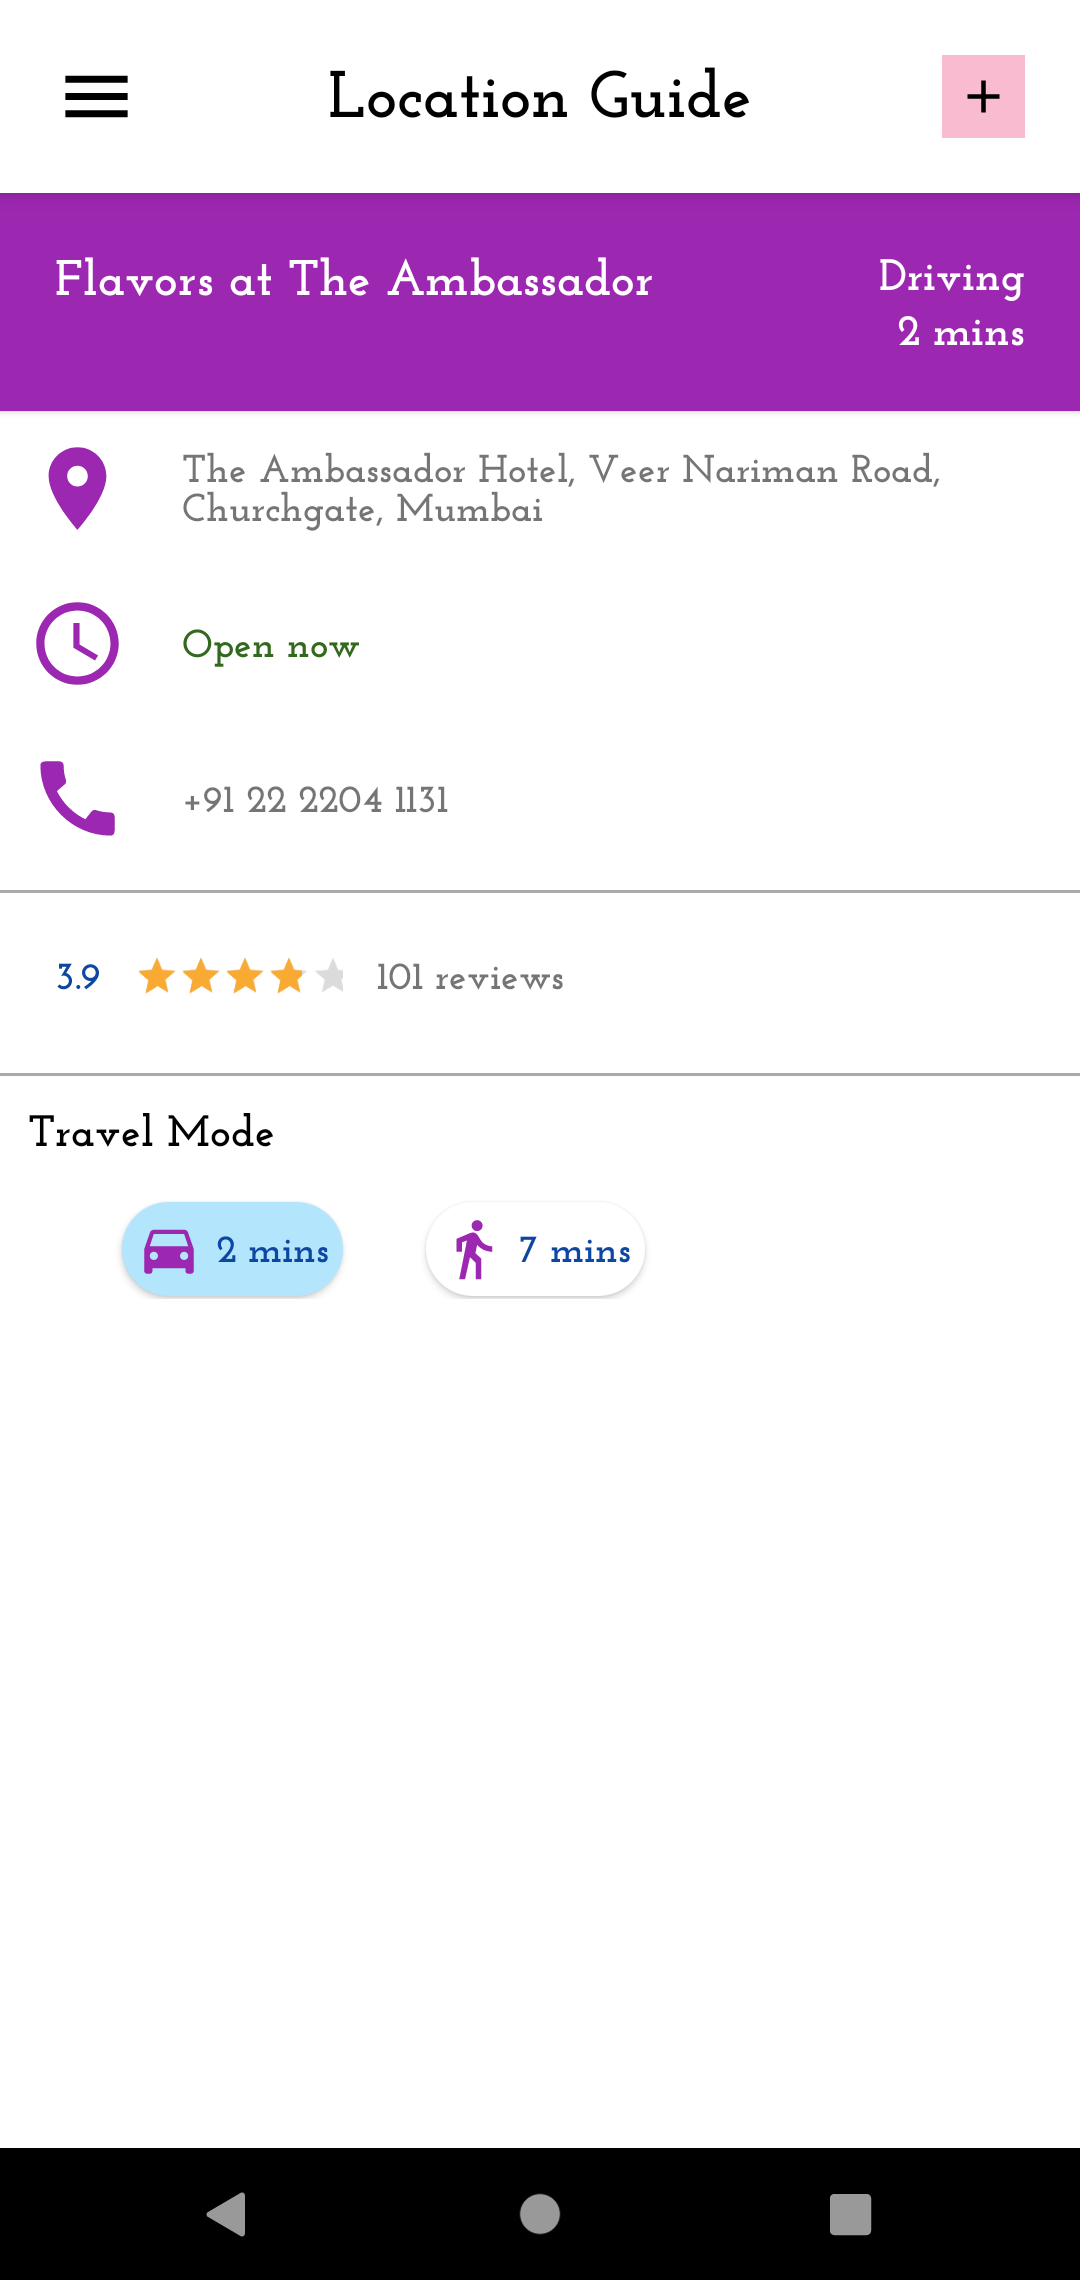 Location Guide
+
Flavors at The Ambassador
Driving
2 mins
The Ambassador Hotel, Veer Nariman Road,
Churchgate, Mumbai
Open now
+91 22 2204 1131
3.9 101 reviews
Travel Mode
2 mins 7 mins